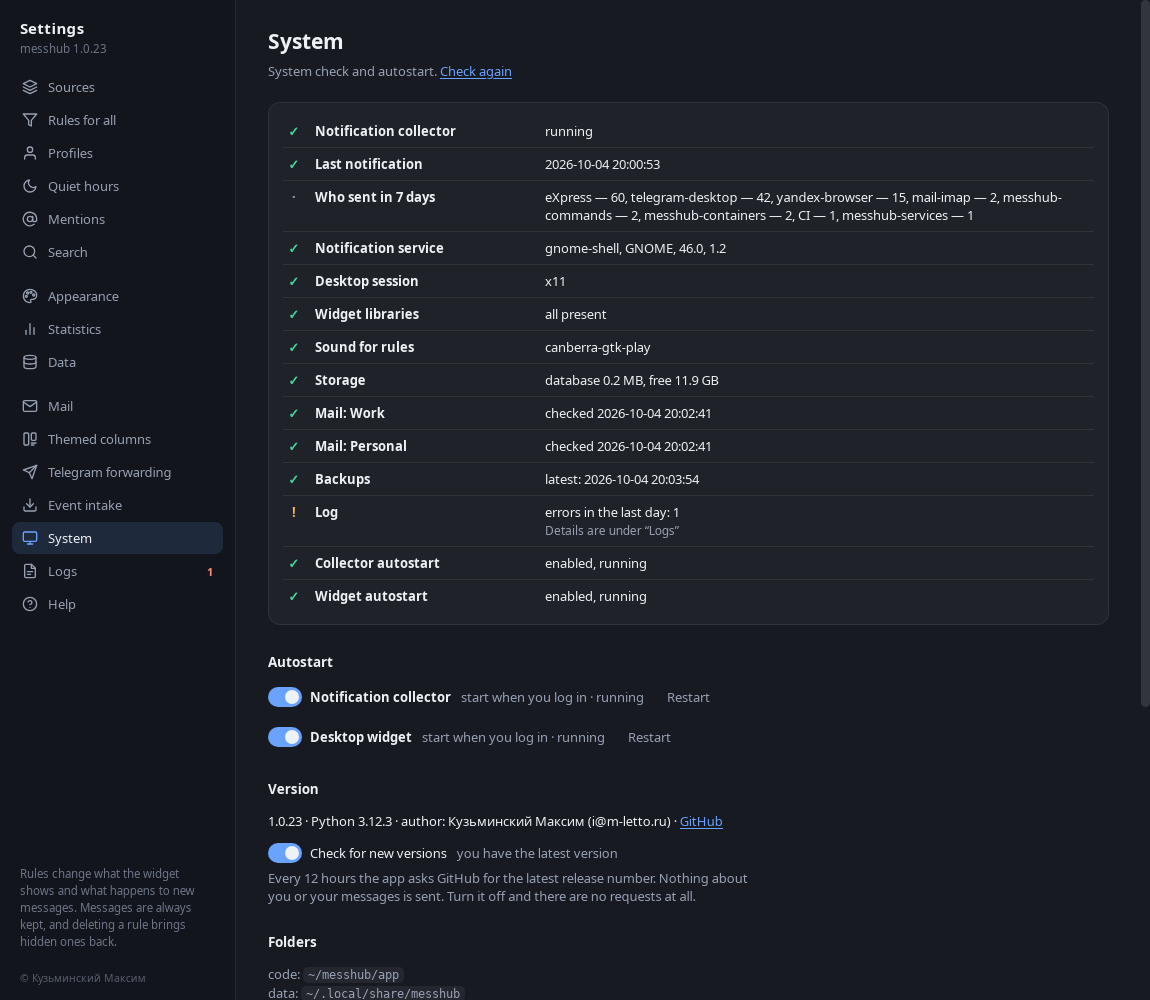 Settings
messhub 1.0.23
Sources
Rules for all
Profiles
Quiet hours
Mentions
Search
Appearance
Statistics
Data
Mail
Themed columns
Telegram forwarding
Event intake
System
Logs 1
Help
Rules change what the widget
shows and what happens to new
messages. Messages are always
kept, and deleting a rule brings
hidden ones back.
© Кузьминский Максим
System
System check and autostart. Check again
✓ Notification collector running
✓ Last notification 2026-10-04 20:00:53
· Who sent in 7 days eXpress — 60, telegram-desktop — 42, yandex-browser — 15, mail-imap — 2, messhub-
commands — 2, messhub-containers — 2, CI — 1, messhub-services — 1
✓ Notification service gnome-shell, GNOME, 46.0, 1.2
✓ Desktop session x11
✓ Widget libraries all present
✓ Sound for rules canberra-gtk-play
✓ Storage database 0.2 MB, free 11.9 GB
✓ Mail: Work checked 2026-10-04 20:02:41
✓ Mail: Personal checked 2026-10-04 20:02:41
✓ Backups latest: 2026-10-04 20:03:54
! Log errors in the last day: 1
Details are under “Logs”
✓ Collector autostart enabled, running
✓ Widget autostart enabled, running
Autostart
Notification collector start when you log in · running Restart
Desktop widget start when you log in · running Restart
Version
1.0.23 · Python 3.12.3 · author: Кузьминский Максим (i@m-letto.ru) · GitHub
Check for new versions you have the latest version
Every 12 hours the app asks GitHub for the latest release number. Nothing about
you or your messages is sent. Turn it off and there are no requests at all.
Folders
code: ~/messhub/app
data: ~/.local/share/messhub